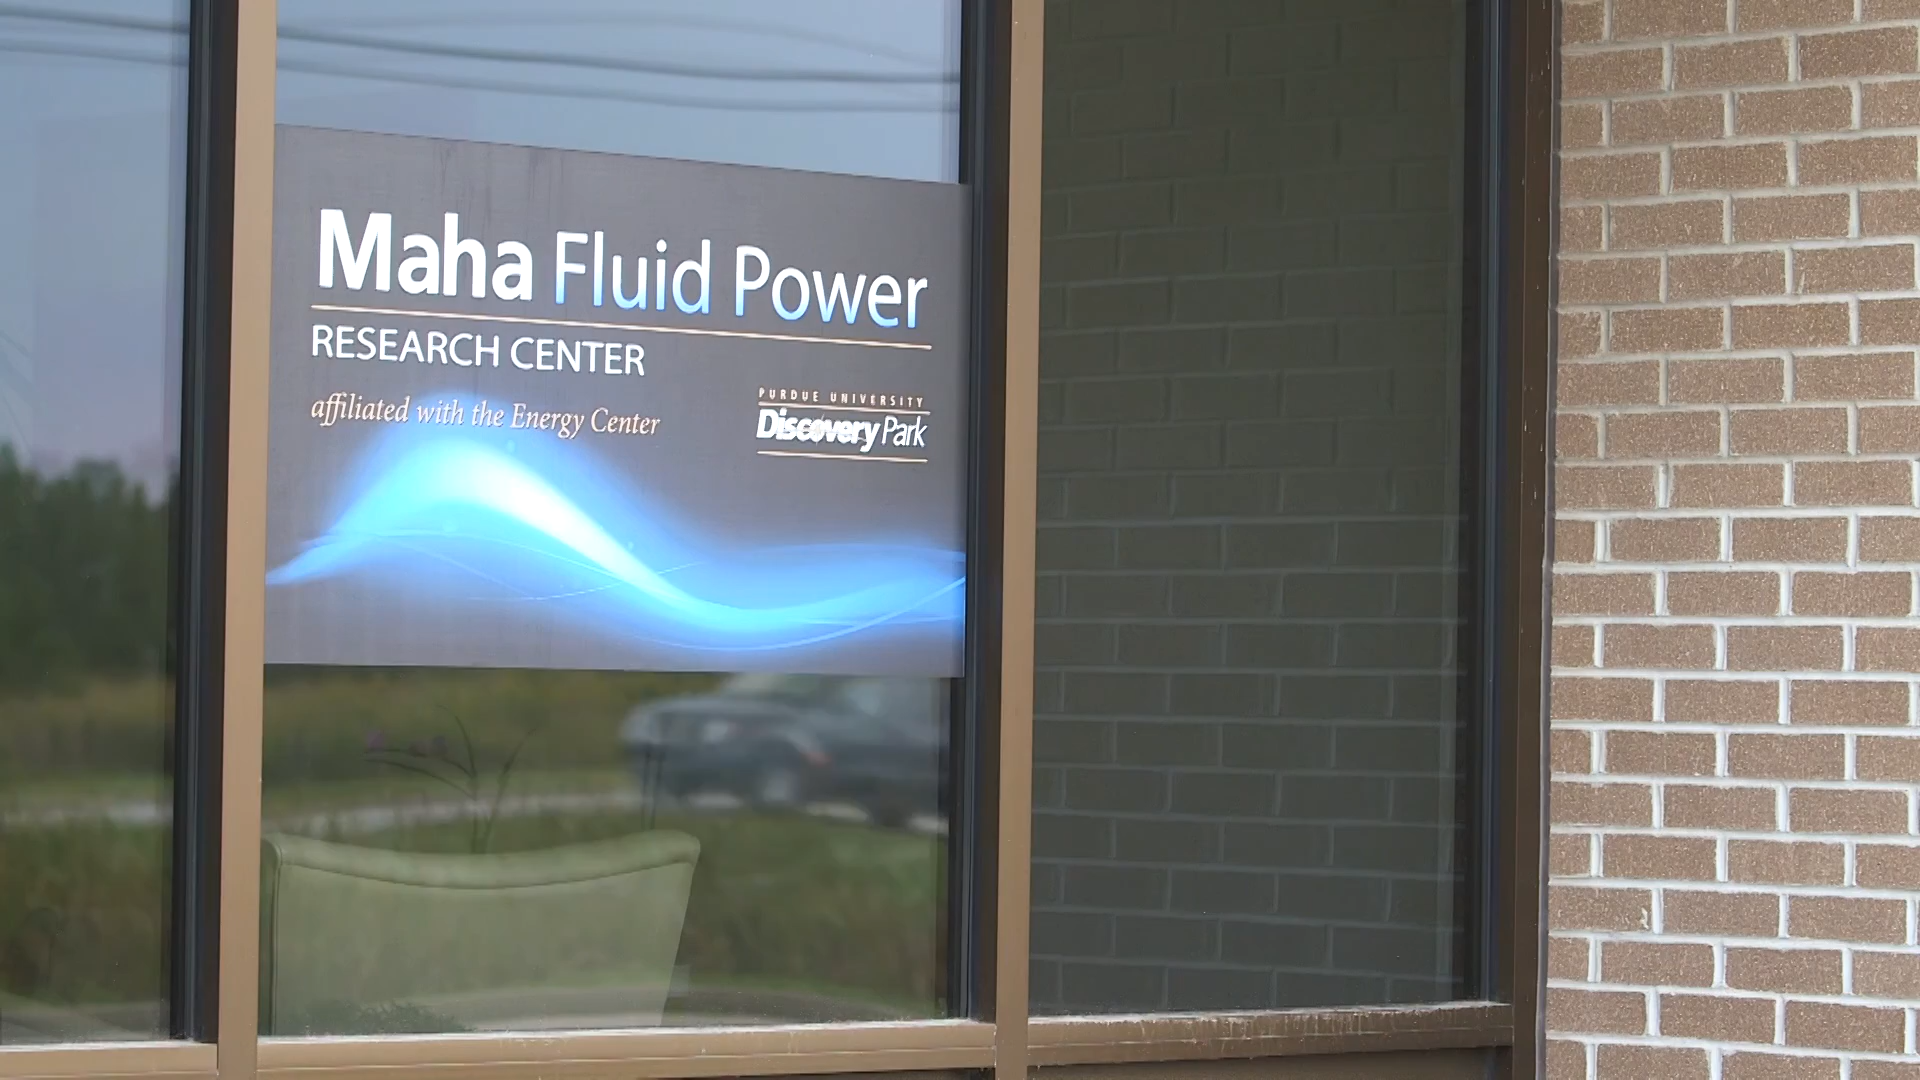 Maha Fluid Power
RESEARCH CENTER
affiliated with the Energy Center
PURDUE UNIVERSITY
Discovery Park